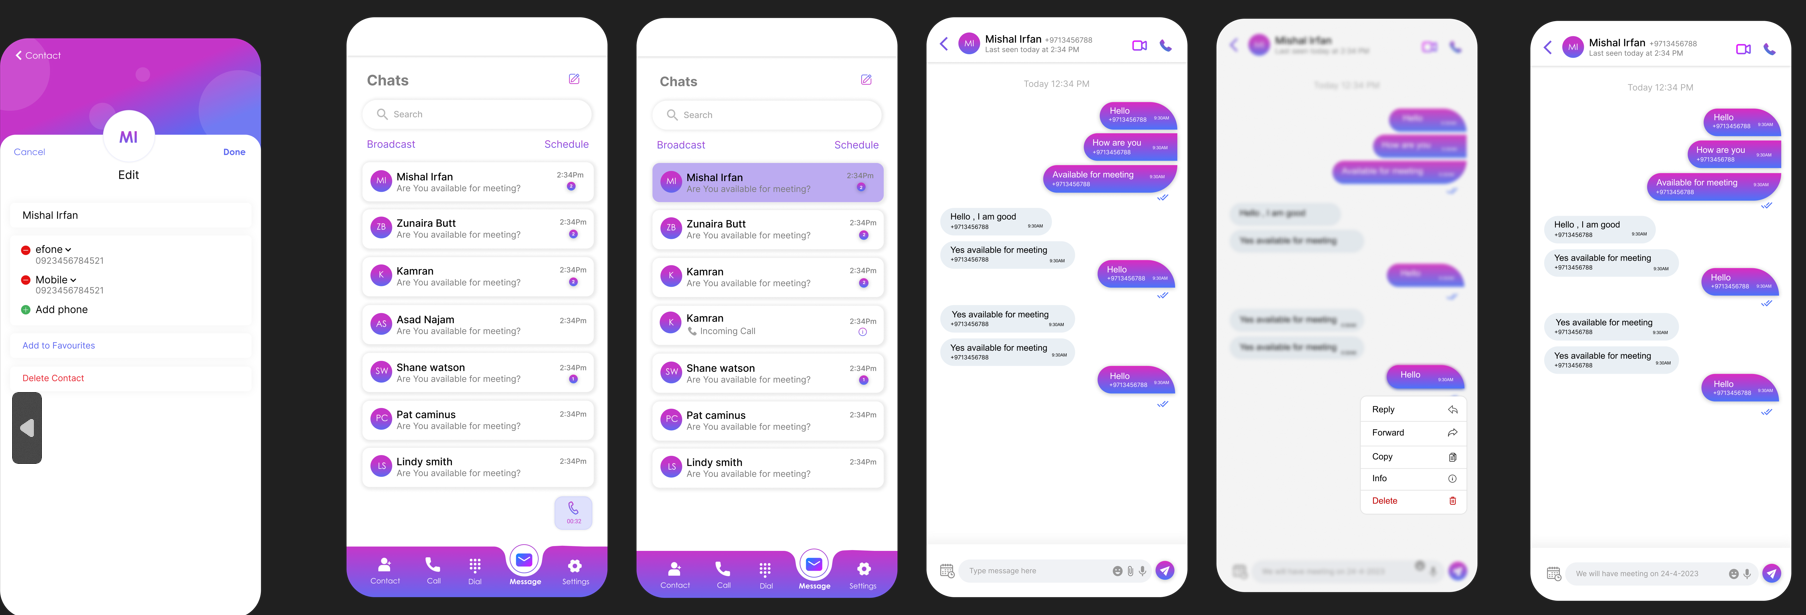 Contact
MI
Cancel
Done
Edit
Mishal Irfan
efone
0923456784521
Mobile
0923456784521
Add phone
Add to Favourites
Delete Contact
Chats
Search
Broadcast
Schedule
MI
Mishal Irfan
2:34Pm
Are You available for meeting?
ZB
Zunaira Butt
2:34Pm
Are You available for meeting?
K
Kamran
2:34Pm
Are You available for meeting?
AS
Asad Najam
2:34Pm
Are You available for meeting?
SW
Shane watson
2:34Pm
Are You available for meeting?
1
PC
Pat caminus
2:34Pm
Are You available for meeting?
LS
Lindy smith
2:34Pm
Are You available for meeting?
00:32
Contact
Call
Dial
Message
Settings
Chats
Search
Broadcast
Schedule
MI
Mishal Irfan
2:34Pm
Are You available for meeting?
2
ZB
Zunaira Butt
2:34Pm
Are You available for meeting?
K
Kamran
2:34Pm
Are You available for meeting?
K
Kamran
2:34Pm
Incoming Call
SW
Shane watson
2:34Pm
Are You available for meeting?
1
PC
Pat caminus
2:34Pm
Are You available for meeting?
LS
Lindy smith
2:34Pm
Are You available for meeting?
Contact
Call
Dial
Message
Settings
MI
Mishal Irfan +9713456788
Last seen today at 2:34 PM
Today 12:34 PM
Hello
+9713456788 9:30AM
How are you
+9713456788 9:30AM
Available for meeting
+9713456788 9:30AM
Hello , I am good
+9713456788 9:30AM
Yes available for meeting
+9713456788 9:30AM
Hello
+9713456788 9:30AM
Yes available for meeting
+9713456788 9:30AM
Yes available for meeting
+9713456788 9:30AM
Hello
+9713456788 9:30AM
Type message here
Mishal Irfan
Today 12:34 PM
Hello
How are you
Available for meeting
Hello , I am good
Yes available for meeting
Hello
Yes available for meeting
Yes available for meeting
Hello
9:30AM
Reply
Forward
Copy
Info
Delete
We will have meeting on 24-4-2023
MI
Mishal Irfan +9713456788
Last seen today at 2:34 PM
Today 12:34 PM
Hello
+9713456788 9:30AM
How are you
+9713456788 9:30AM
Available for meeting
+9713456788 9:30AM
Hello , I am good
+9713456788 9:30AM
Yes available for meeting
+9713456788 9:30AM
Hello
+9713456788 9:30AM
Yes available for meeting
+9713456788 9:30AM
Yes available for meeting
+9713456788 9:30AM
Hello
+9713456788 9:30AM
We will have meeting on 24-4-2023